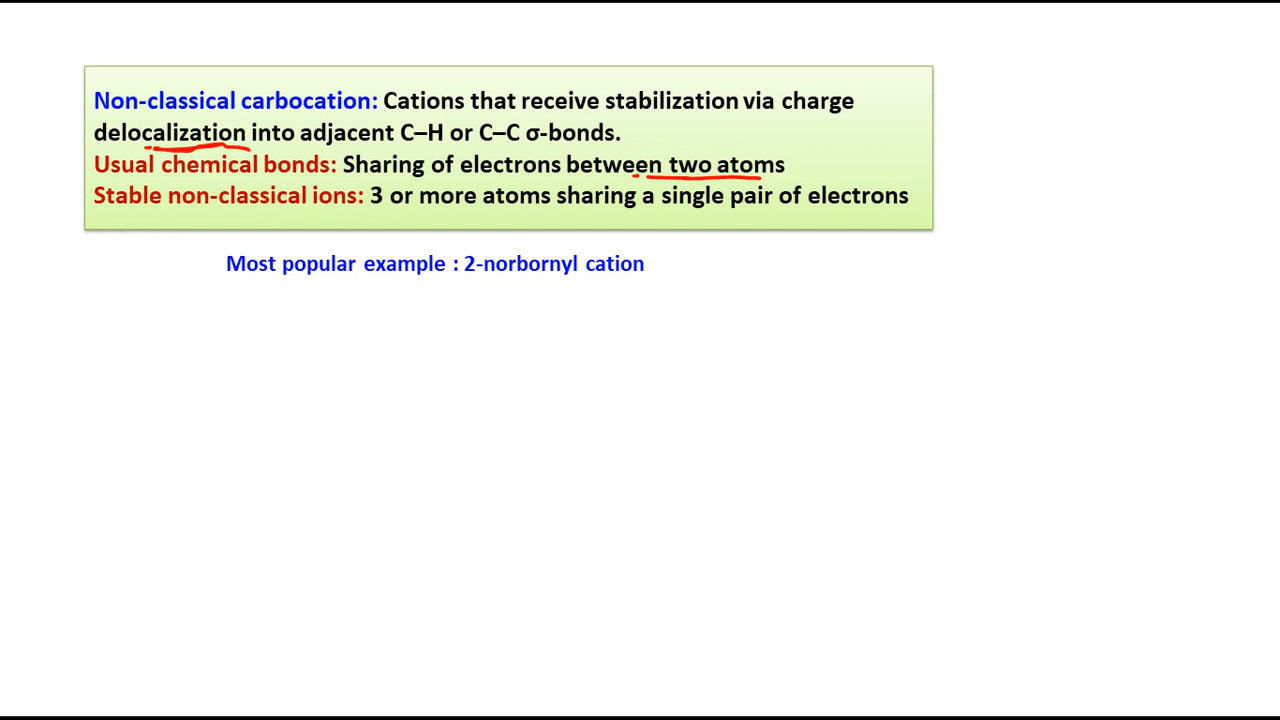 Non-classical carbocation: Cations that receive stabilization via charge
delocalization into adjacent C–H or C–C σ-bonds.
Usual chemical bonds: Sharing of electrons between two atoms
Stable non-classical ions: 3 or more atoms sharing a single pair of electrons
Most popular example : 2-norbornyl cation